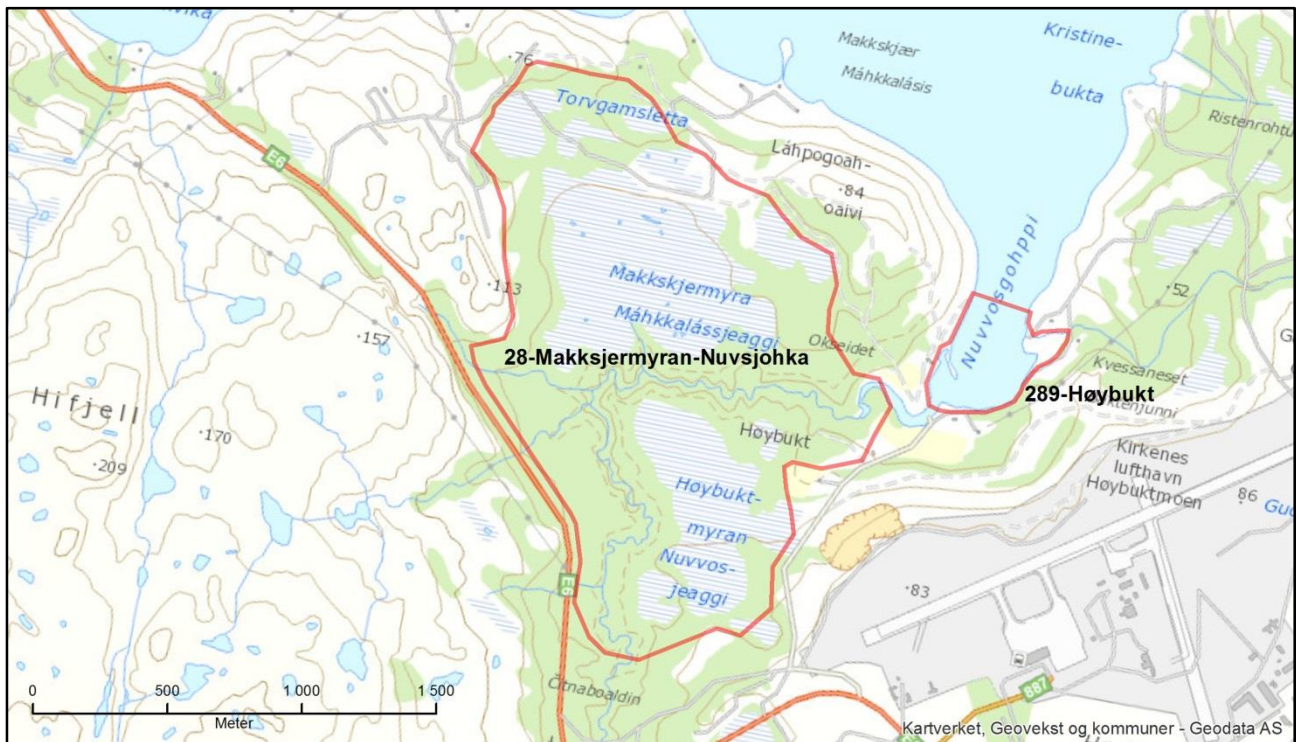 Kristine-
bukta
Makkskjær
Máhkkalásis
76
Torvgamsletta
Ristenrohtu
Láhpogoah-
84
oaivi
E6
Nuvvosgohppi
113
Makkskjermyra
Máhkkalássjeaggi
52
157
Okseidet
28-Makksjermyran-Nuvsjohka
Kvessaneset
289-Høybukt
Hifjell
170
209
Høybukt
Kirkenes
lufthavn
Høybuktmoen
86
Høybukt-
myran
Nuvvos-
jeaggi
E6
83
Čitnaboaldin
887
0
500
1 000
1 500
Meter
Kartverket, Geovekst og kommuner - Geodata AS